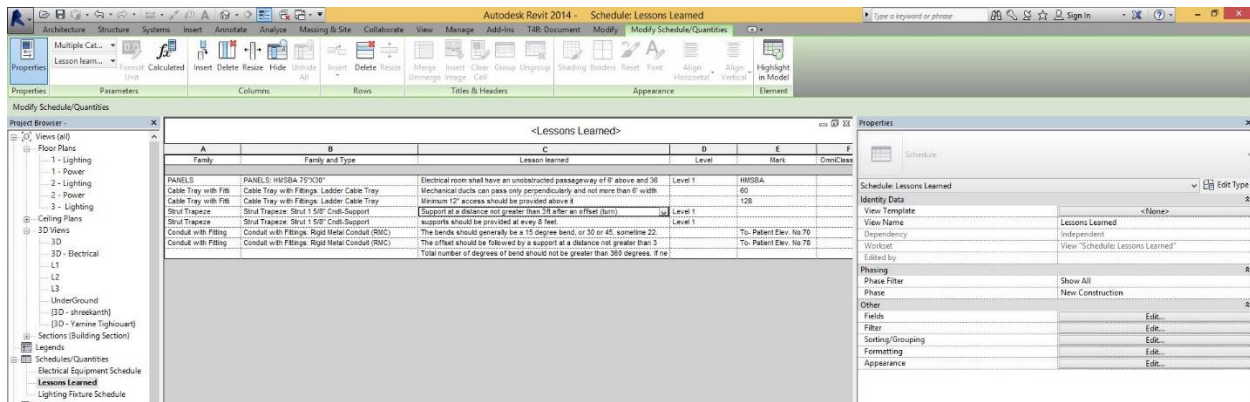 Autodesk Revit 2014 - Schedule: Lessons Learned
Type a keyword or phrase
Sign In
Architecture Structure Systems Insert Annotate Analyze Massing & Site Collaborate View Manage Add-Ins T4R: Document Modify Modify Schedule/Quantities
Multiple Cat...
Lesson learn...
Properties
Format Unit
Calculated
Insert Delete Resize Hide Unhide All
Insert Delete Resize
Merge Unmerge Insert Image Clear Cell Group Ungroup
Shading Borders Reset Font Align Horizontal Align Vertical
Highlight in Model
Properties Parameters Columns Rows Titles & Headers Appearance Element
Modify Schedule/Quantities
Project Browser -
Views (all)
Floor Plans
1 - Lighting
1 - Power
2 - Lighting
2 - Power
3 - Lighting
Ceiling Plans
3D Views
3D
3D - Electrical
L1
L2
L3
UnderGround
{3D - shreekanth}
{3D - Yamine Tighiouart}
Sections (Building Section)
Legends
Schedules/Quantities
Electrical Equipment Schedule
Lessons Learned
Lighting Fixture Schedule
<Lessons Learned>
A B C D E F
Family Family and Type Lesson learned Level Mark OmniClass
PANELS PANELS: HMSBA 75"X30" Electrical room shall have an unobstructed passageway of 6' above and 36 Level 1 HMSBA
Cable Tray with Fitti Cable Tray with Fittings: Ladder Cable Tray Mechanical ducts can pass only perpendicularly and not more than 6' width 60
Cable Tray with Fitti Cable Tray with Fittings: Ladder Cable Tray Minimum 12" access should be provided above it 128
Strut Trapeze Strut Trapeze: Strut 1 5/8" Cndt-Support Support at a distance not greater than 3ft after an offset (turn) Level 1
Strut Trapeze Strut Trapeze: Strut 1 5/8" Cndt-Support supports should be provided at evey 8 feet. Level 1
Conduit with Fitting Conduit with Fittings: Rigid Metal Conduit (RMC) The bends should generally be a 15 degree bend, or 30 or 45, sometime 22. To- Patient Elev. No:70
Conduit with Fitting Conduit with Fittings: Rigid Metal Conduit (RMC) The offset should be followed by a support at a distance not greater than 3 To- Patient Elev. No:78
Total number of degrees of bend should not be greater than 360 degrees. If ne
Properties
Schedule
Schedule: Lessons Learned Edit Type
Identity Data
View Template <None>
View Name Lessons Learned
Dependency Independent
Workset View "Schedule: Lessons Learned"
Edited by
Phasing
Phase Filter Show All
Phase New Construction
Other
Fields Edit...
Filter Edit...
Sorting/Grouping Edit...
Formatting Edit...
Appearance Edit...